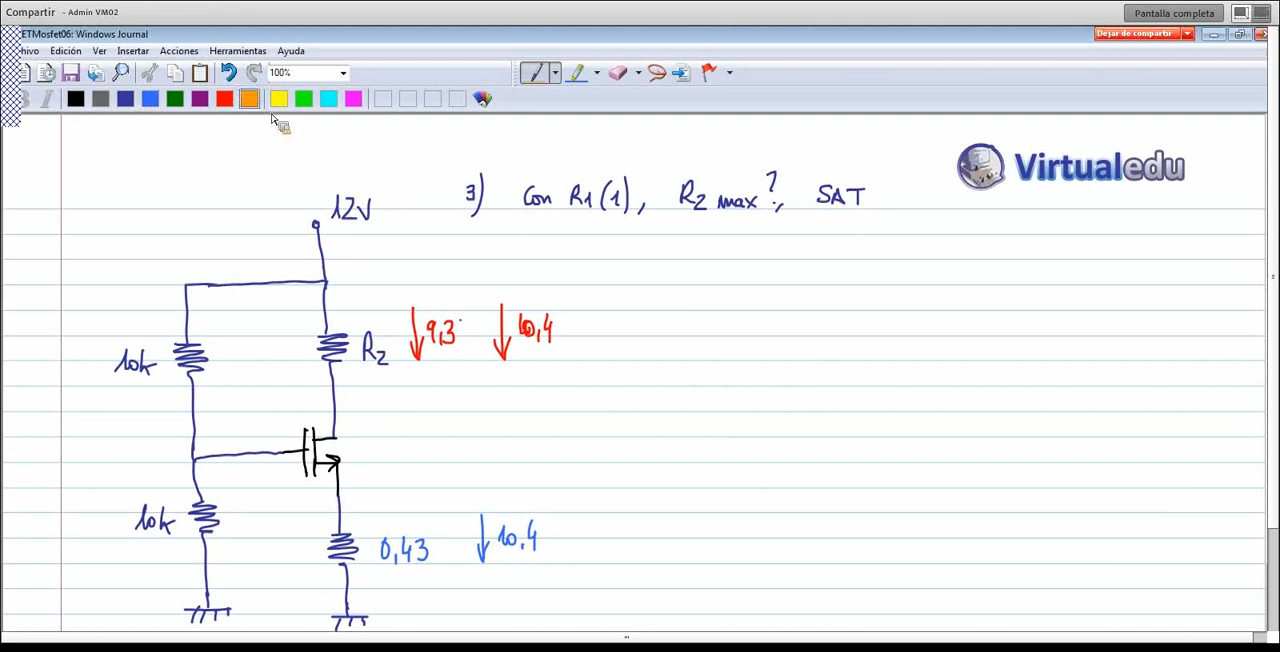 Compartir - Admin VM02
Pantalla completa
ETMosfet06: Windows Journal
Dejar de compartir
hivo Edición Ver Insertar Acciones Herramientas Ayuda
100%
B I
Virtualedu
3) Con R1(1), R2 max?, SAT
12V
10k
R2
9,3
10,4
10k
0,43
10,4